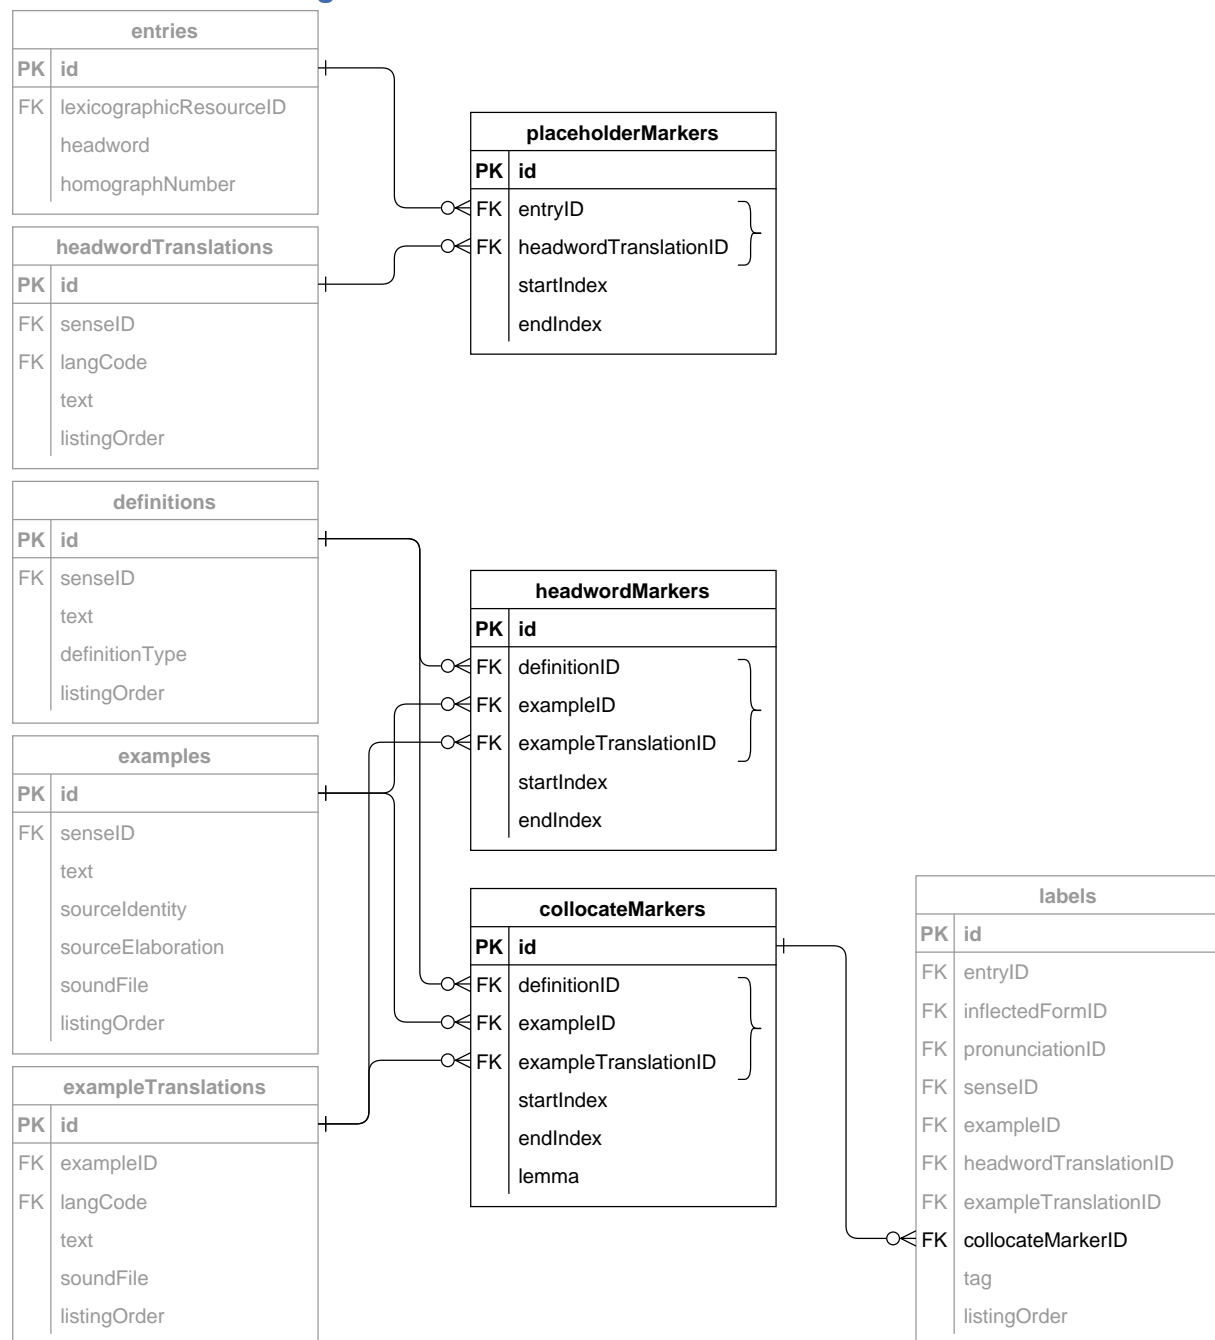 entries
PK id
FK lexicographicResourceID
headword
homographNumber
headwordTranslations
PK id
FK senseID
FK langCode
text
listingOrder
definitions
PK id
FK senseID
text
definitionType
listingOrder
examples
PK id
FK senseID
text
sourceIdentity
sourceElaboration
soundFile
listingOrder
exampleTranslations
PK id
FK exampleID
FK langCode
text
soundFile
listingOrder
placeholderMarkers
PK id
FK entryID
FK headwordTranslationID
startIndex
endIndex
headwordMarkers
PK id
FK definitionID
FK exampleID
FK exampleTranslationID
startIndex
endIndex
collocateMarkers
PK id
FK definitionID
FK exampleID
FK exampleTranslationID
startIndex
endIndex
lemma
labels
PK id
FK entryID
FK inflectedFormID
FK pronunciationID
FK senseID
FK exampleID
FK headwordTranslationID
FK exampleTranslationID
FK collocateMarkerID
tag
listingOrder